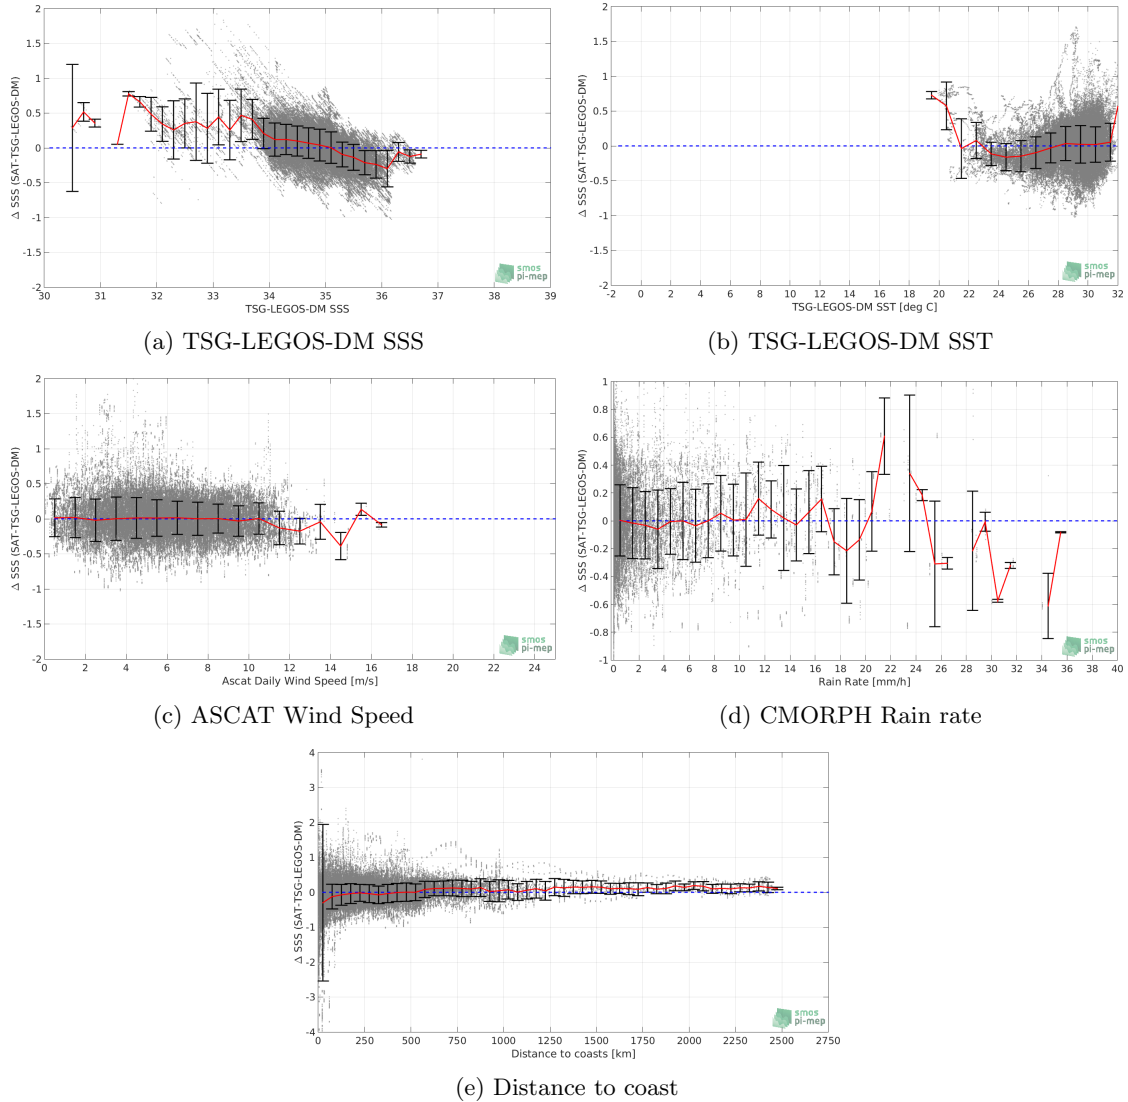 2
1.5
1
0.5
0
-0.5
-1
-1.5
-2
Δ SSS (SAT-TSG-LEGOS-DM)
30 31 32 33 34 35 36 37 38 39
TSG-LEGOS-DM SSS
smos
pi-mep
(a) TSG-LEGOS-DM SSS
2
1.5
1
0.5
0
-0.5
-1
-1.5
-2
Δ SSS (SAT-TSG-LEGOS-DM)
-2 0 2 4 6 8 10 12 14 16 18 20 22 24 26 28 30 32
TSG-LEGOS-DM SST [deg C]
smos
pi-mep
(b) TSG-LEGOS-DM SST
2
1.5
1
0.5
0
-0.5
-1
-1.5
-2
Δ SSS (SAT-TSG-LEGOS-DM)
0 2 4 6 8 10 12 14 16 18 20 22 24
Ascat Daily Wind Speed [m/s]
smos
pi-mep
(c) ASCAT Wind Speed
1
0.8
0.6
0.4
0.2
0
-0.2
-0.4
-0.6
-0.8
-1
Δ SSS (SAT-TSG-LEGOS-DM)
0 2 4 6 8 10 12 14 16 18 20 22 24 26 28 30 32 34 36 38 40
Rain Rate [mm/h]
smos
pi-mep
(d) CMORPH Rain rate
4
3
2
1
0
-1
-2
-3
-4
Δ SSS (SAT-TSG-LEGOS-DM)
0 250 500 750 1000 1250 1500 1750 2000 2250 2500 2750
Distance to coasts [km]
smos
pi-mep
(e) Distance to coast